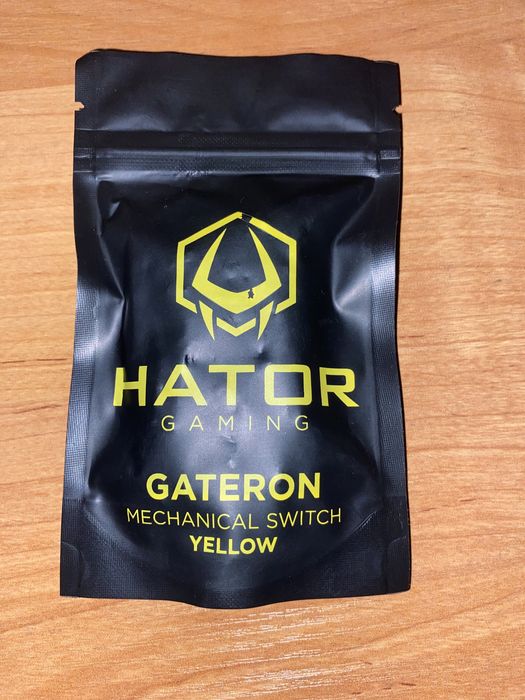 HATOR
GAMING
GATERON
MECHANICAL SWITCH
YELLOW